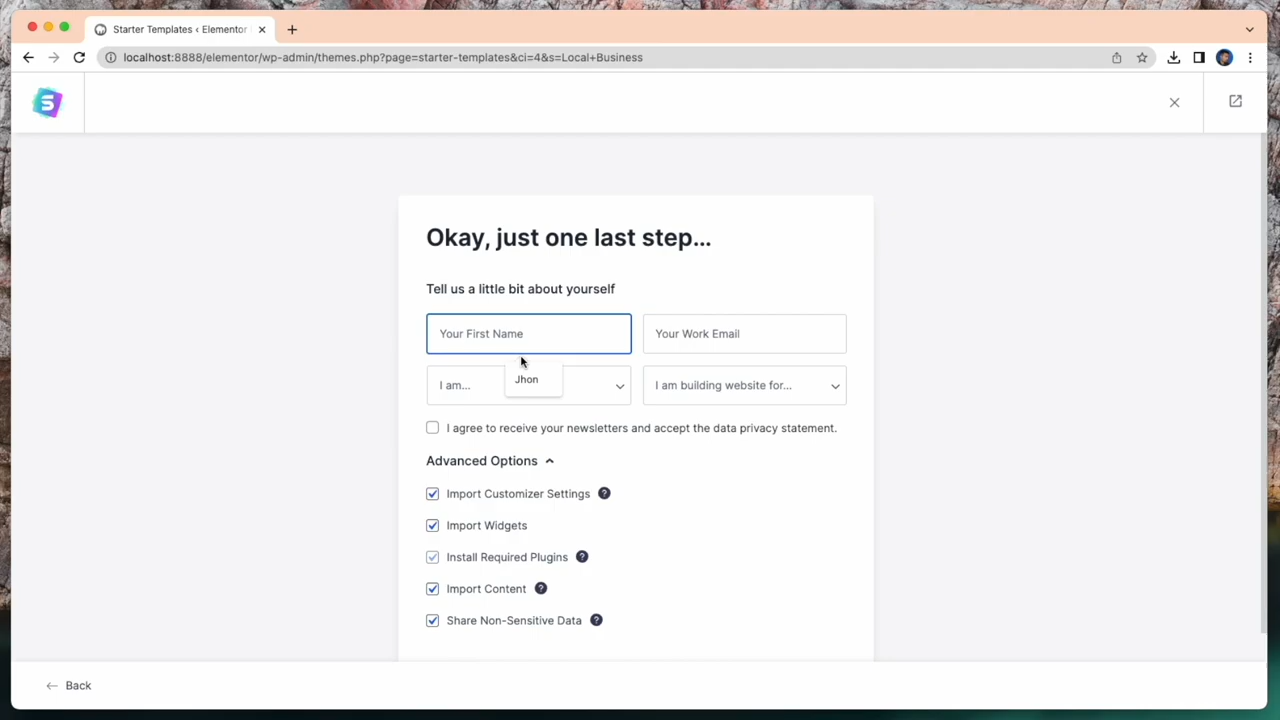 Starter Templates ‹ Elementor
localhost:8888/elementor/wp-admin/themes.php?page=starter-templates&ci=4&s=Local+Business
Okay, just one last step...
Tell us a little bit about yourself
Your First Name
Your Work Email
Jhon
I am...
I am building website for...
I agree to receive your newsletters and accept the data privacy statement.
Advanced Options
Import Customizer Settings ?
Import Widgets
Install Required Plugins ?
Import Content ?
Share Non-Sensitive Data ?
Back